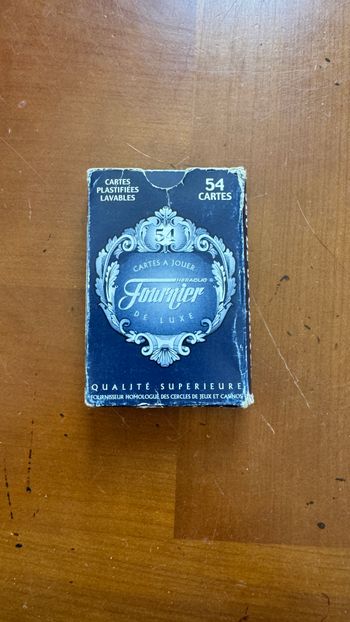 CARTES
PLASTIFIÉES
LAVABLES
54
CARTES
54
CARTES A JOUER
HERACLIO
Fournier
DE LUXE
QUALITÉ SUPERIEURE
FOURNISSEUR HOMOLOGUÉ DES CERCLES DE JEUX ET CASINOS